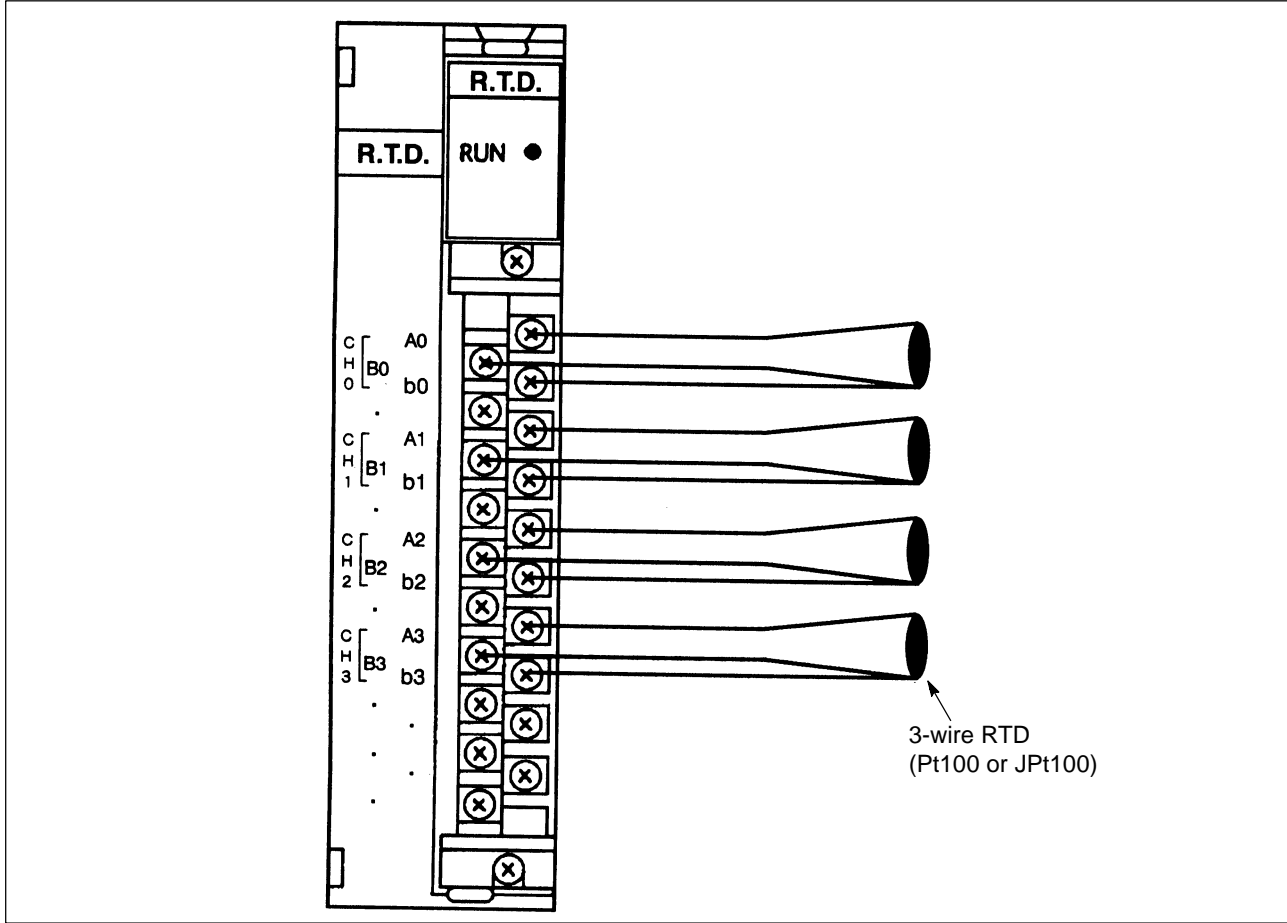 R.T.D.
R.T.D.
RUN
CH0
A0
B0
b0
CH1
A1
B1
b1
CH2
A2
B2
b2
CH3
A3
B3
b3
3-wire RTD
(Pt100 or JPt100)